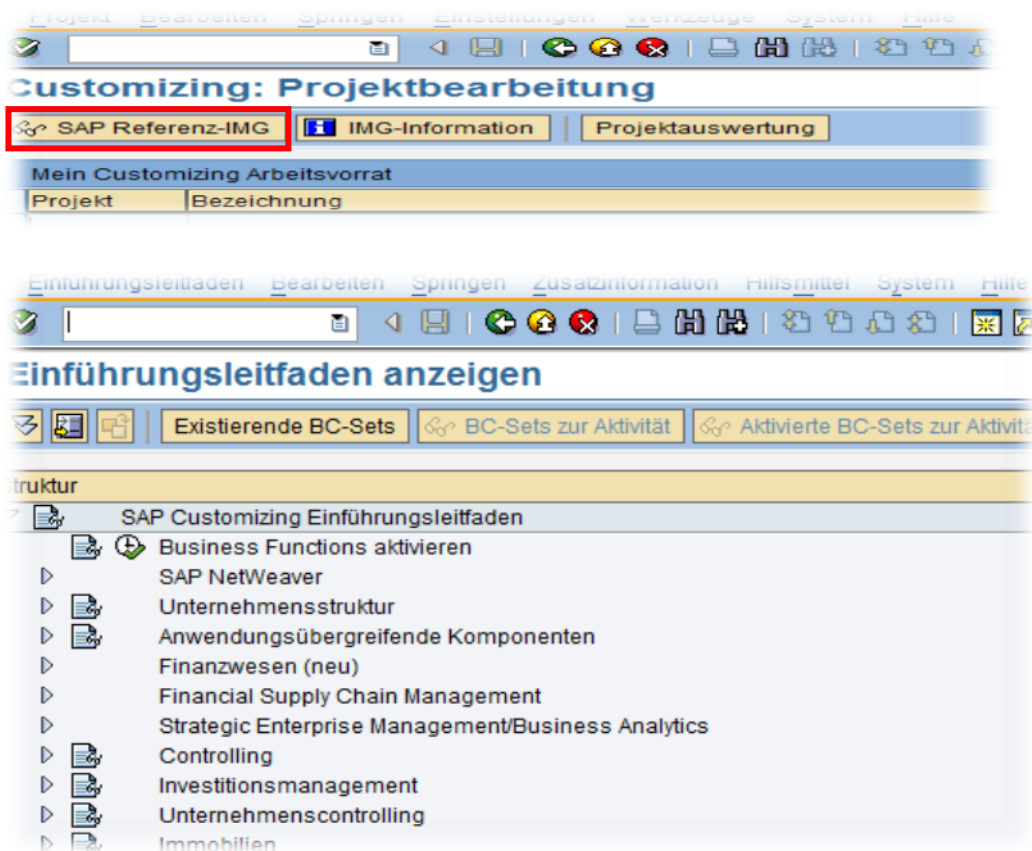 Projekt Bearbeiten Springen Einstellungen Werkzeuge System Hilfe
Customizing: Projektbearbeitung
SAP Referenz-IMG IMG-Information Projektauswertung
Mein Customizing Arbeitsvorrat
Projekt Bezeichnung
Einführungsleitfaden Bearbeiten Springen Zusatzinformation Hilfsmittel System Hilfe
Einführungsleitfaden anzeigen
Existierende BC-Sets BC-Sets zur Aktivität Aktivierte BC-Sets zur Aktivitä
Struktur
SAP Customizing Einführungsleitfaden
Business Functions aktivieren
SAP NetWeaver
Unternehmensstruktur
Anwendungsübergreifende Komponenten
Finanzwesen (neu)
Financial Supply Chain Management
Strategic Enterprise Management/Business Analytics
Controlling
Investitionsmanagement
Unternehmenscontrolling
Immobilien